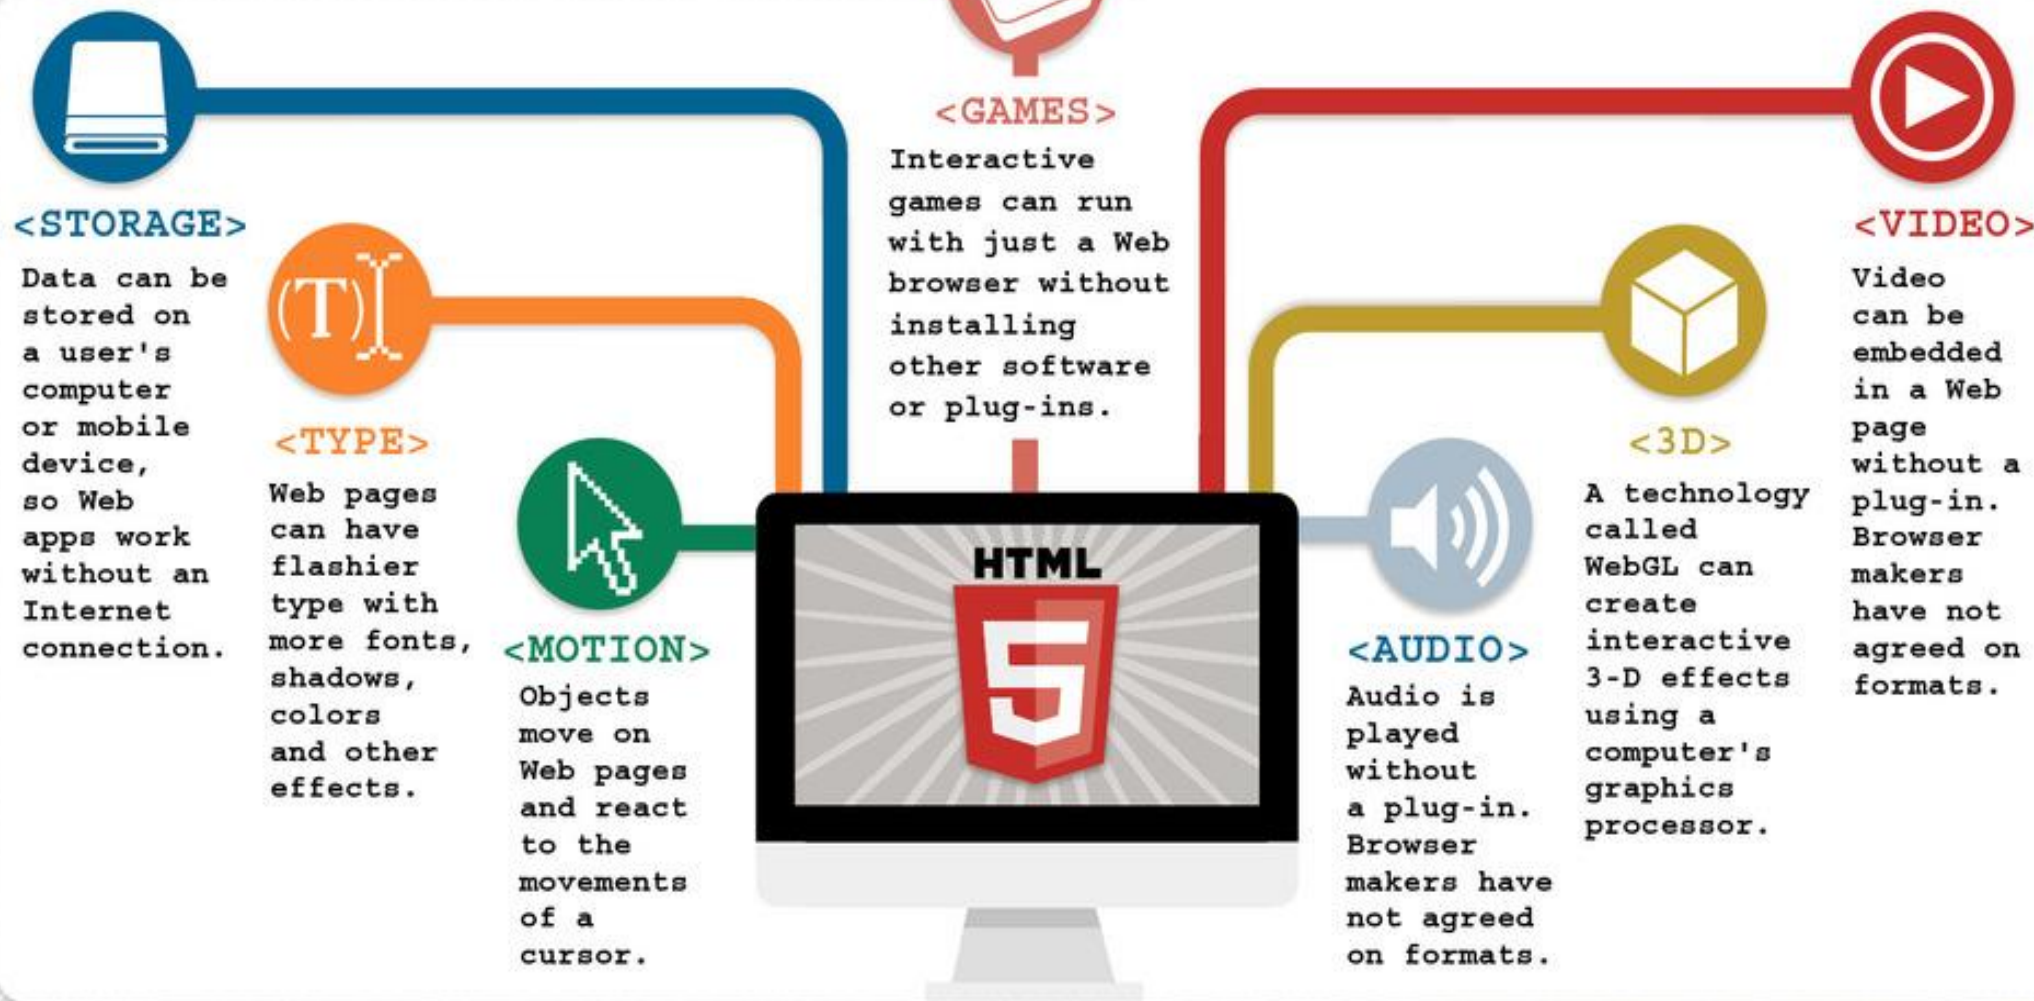 <STORAGE>
Data can be
stored on
a user's
computer
or mobile
device,
so Web
apps work
without an
Internet
connection.
(T)
<TYPE>
Web pages
can have
flashier
type with
more fonts,
shadows,
colors
and other
effects.
<MOTION>
Objects
move on
Web pages
and react
to the
movements
of a
cursor.
<GAMES>
Interactive
games can run
with just a Web
browser without
installing
other software
or plug-ins.
HTML
5
<AUDIO>
Audio is
played
without
a plug-in.
Browser
makers have
not agreed
on formats.
<3D>
A technology
called
WebGL can
create
interactive
3-D effects
using a
computer's
graphics
processor.
<VIDEO>
Video
can be
embedded
in a Web
page
without a
plug-in.
Browser
makers
have not
agreed on
formats.